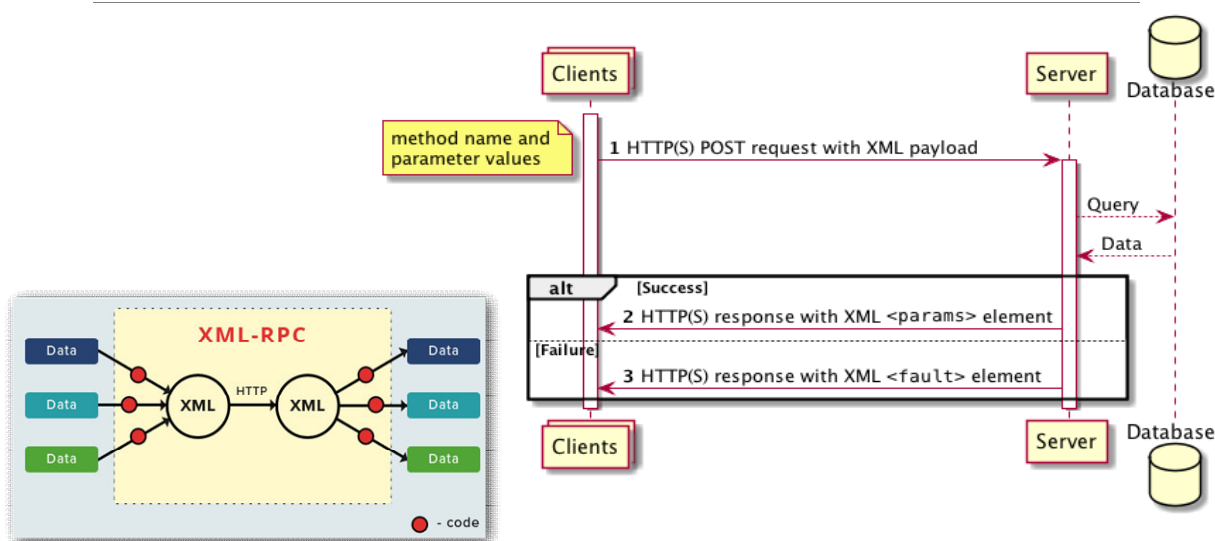 Clients
Server
Database
method name and
parameter values
1 HTTP(S) POST request with XML payload
Query
Data
alt
[Success]
2 HTTP(S) response with XML <params> element
[Failure]
3 HTTP(S) response with XML <fault> element
Clients
Server
Database
XML-RPC
Data
Data
XML
HTTP
XML
Data
Data
Data
Data
- code